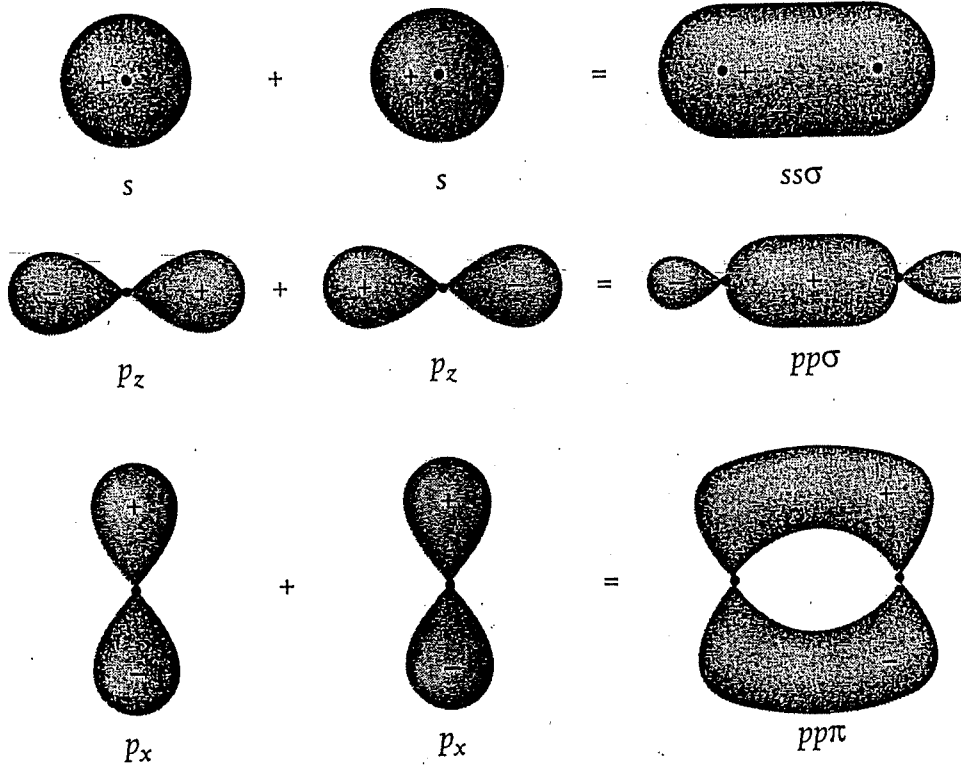 + + + = + 
s s ssσ
− + + + − = − + −
p_z p_z ppσ
+ + + = +
− − −
p_x p_x ppπ